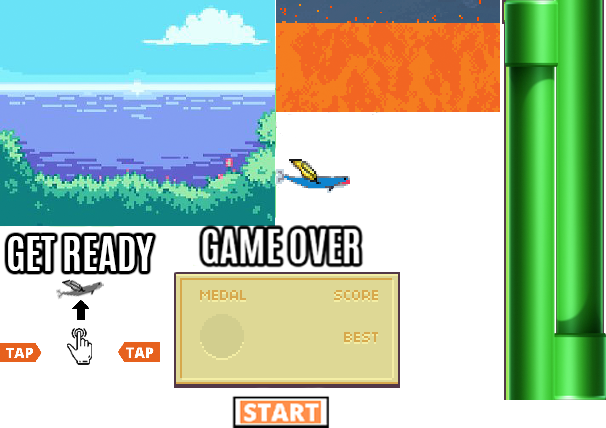 GET READY
GAME OVER
MEDAL
SCORE
BEST
TAP
TAP
START